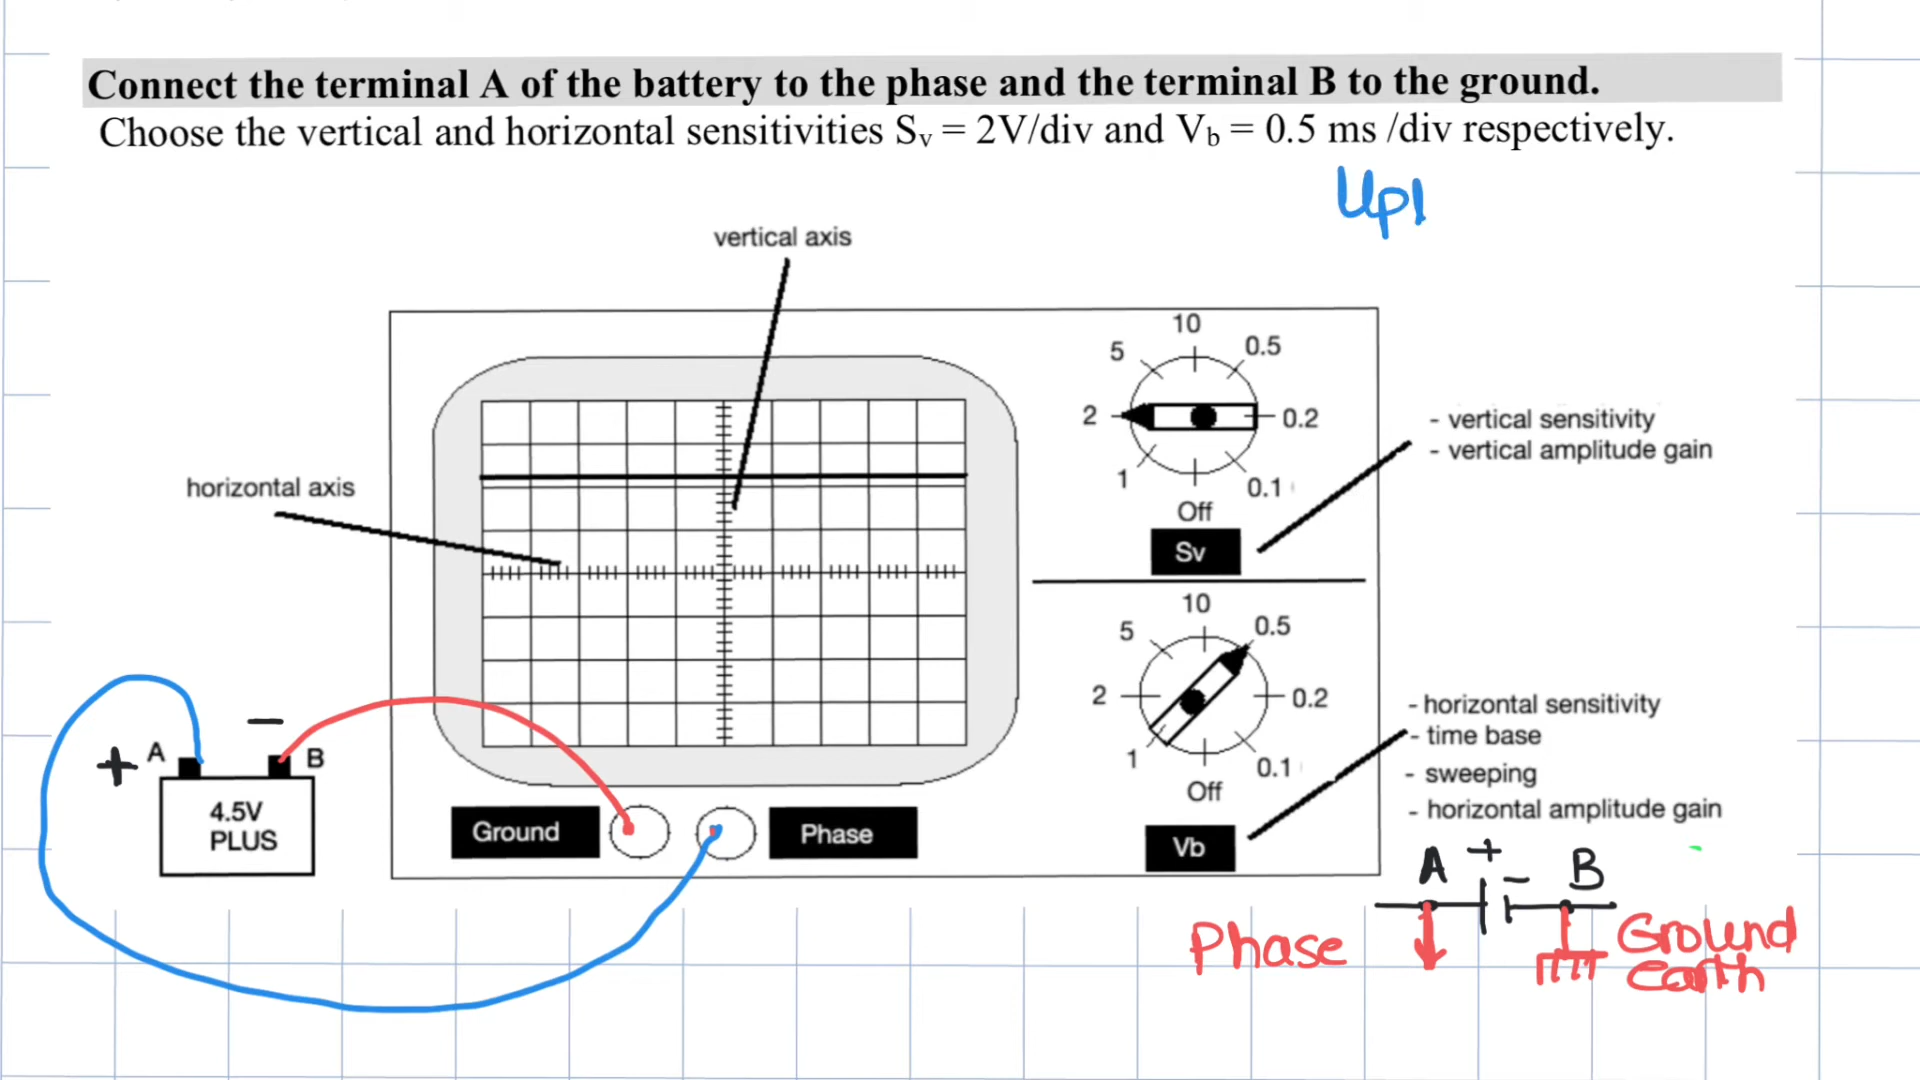 Connect the terminal A of the battery to the phase and the terminal B to the ground.
Choose the vertical and horizontal sensitivities Sv = 2V/div and Vb = 0.5 ms /div respectively.
Up
vertical axis
10
5
0.5
2
0.2
1
0.1
Off
Sv
- vertical sensitivity
- vertical amplitude gain
horizontal axis
10
5
0.5
2
0.2
1
0.1
Off
Vb
- horizontal sensitivity
- time base
- sweeping
- horizontal amplitude gain
+ A
− B
4.5V
PLUS
Ground
Phase
A + − B
Phase
Ground
earth